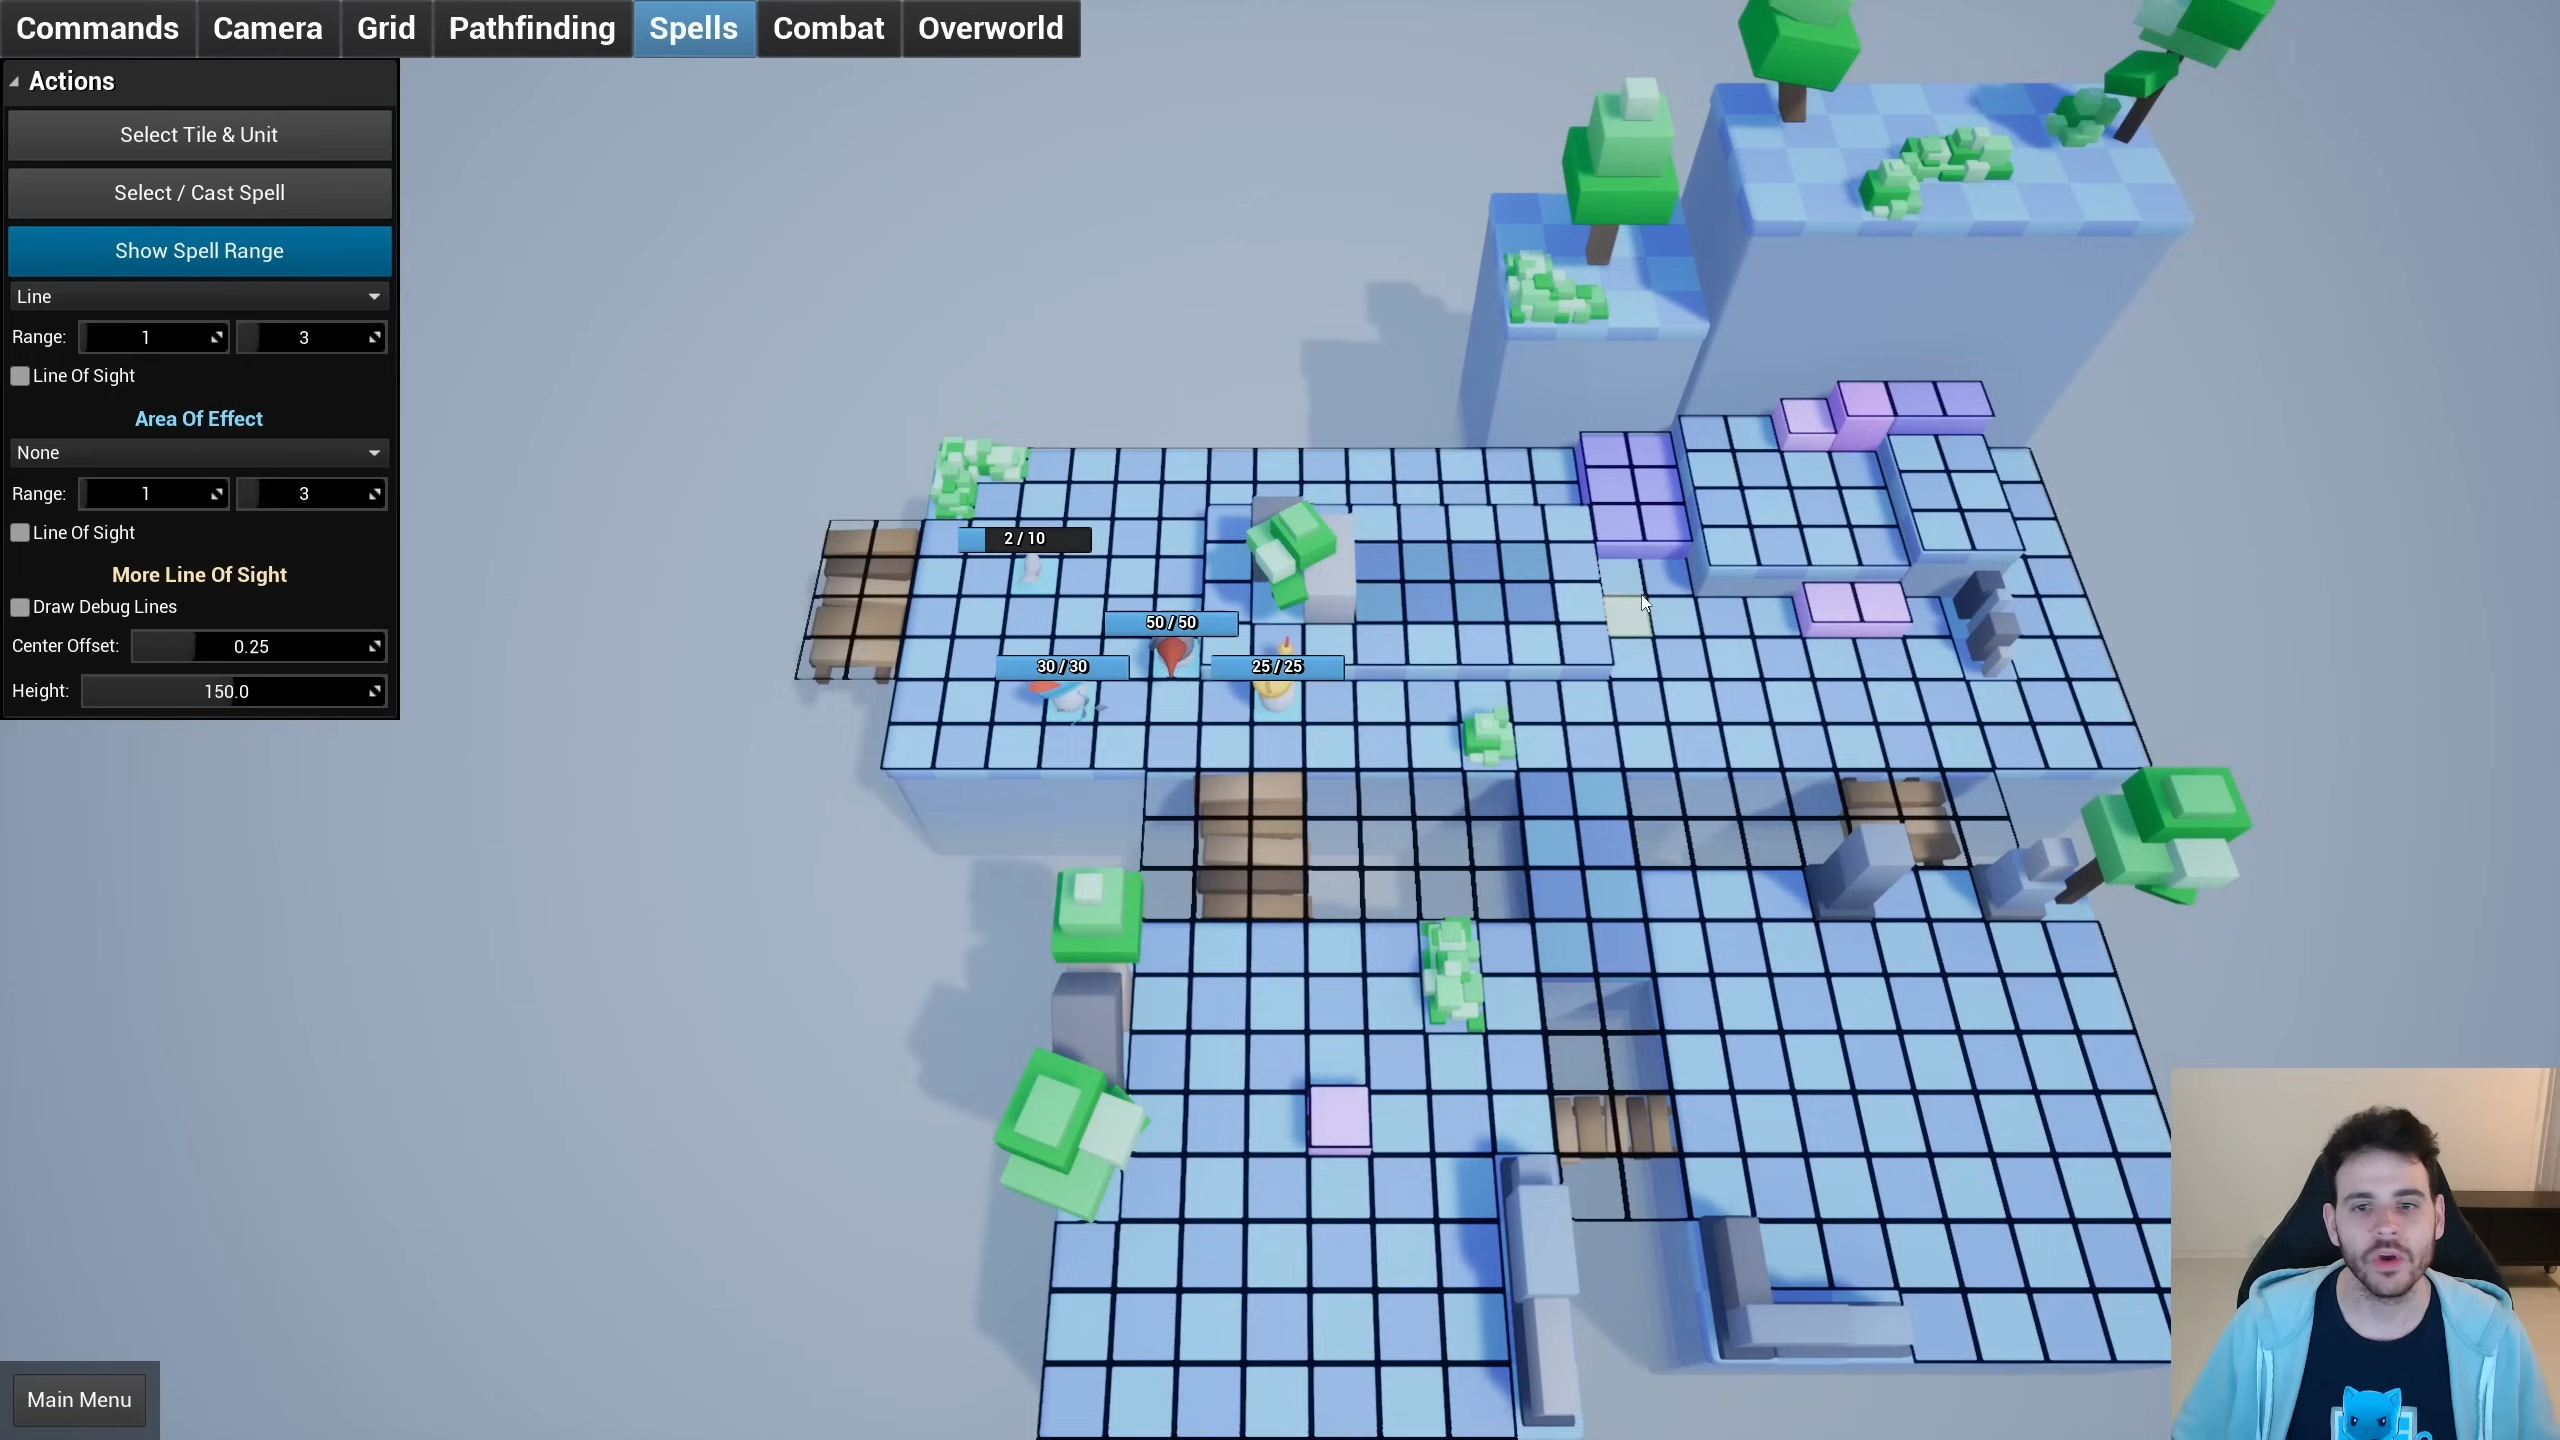 Commands Camera Grid Pathfinding Spells Combat Overworld
Actions
Select Tile & Unit
Select / Cast Spell
Show Spell Range
Line
Range: 1 3
Line Of Sight
Area Of Effect
None
Range: 1 3
Line Of Sight
More Line Of Sight
Draw Debug Lines
Center Offset: 0.25
Height: 150.0
2 / 10
50 / 50
30 / 30
25 / 25
Main Menu